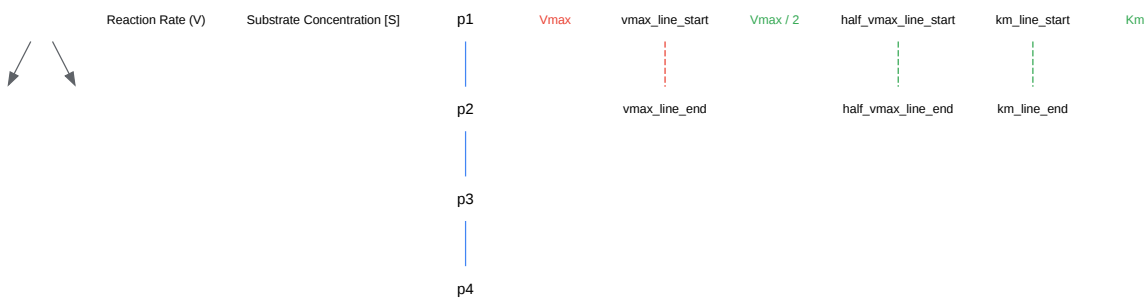 Reaction Rate (V)
Substrate Concentration [S]
p1
Vmax
vmax_line_start
Vmax / 2
half_vmax_line_start
km_line_start
Km
p2
vmax_line_end
half_vmax_line_end
km_line_end
p3
p4